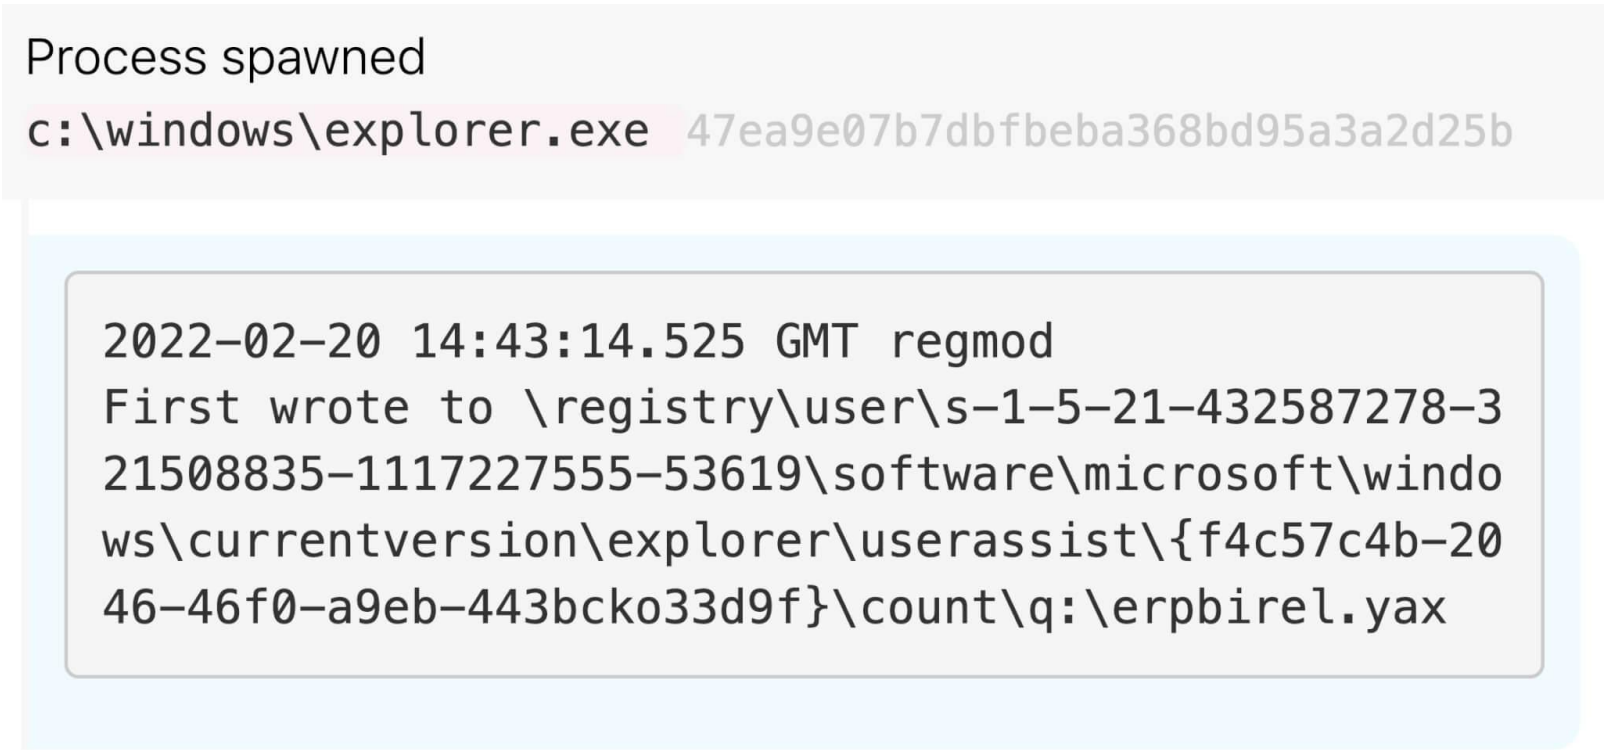 Process spawned
c:\windows\explorer.exe 47ea9e07b7dbfbeba368bd95a3a2d25b
2022-02-20 14:43:14.525 GMT regmod
First wrote to \registry\user\s-1-5-21-432587278-3
21508835-1117227555-53619\software\microsoft\windo
ws\currentversion\explorer\userassist\{f4c57c4b-20
46-46f0-a9eb-443bcko33d9f}\count\q:\erpbirel.yax